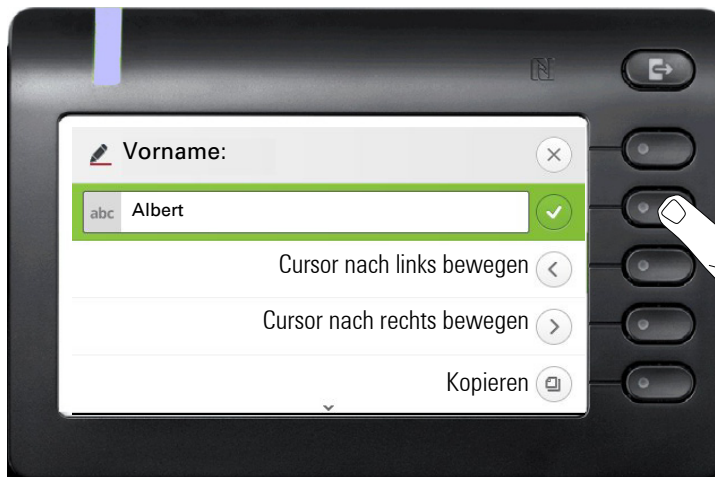 Vorname:
abc Albert
Cursor nach links bewegen
Cursor nach rechts bewegen
Kopieren